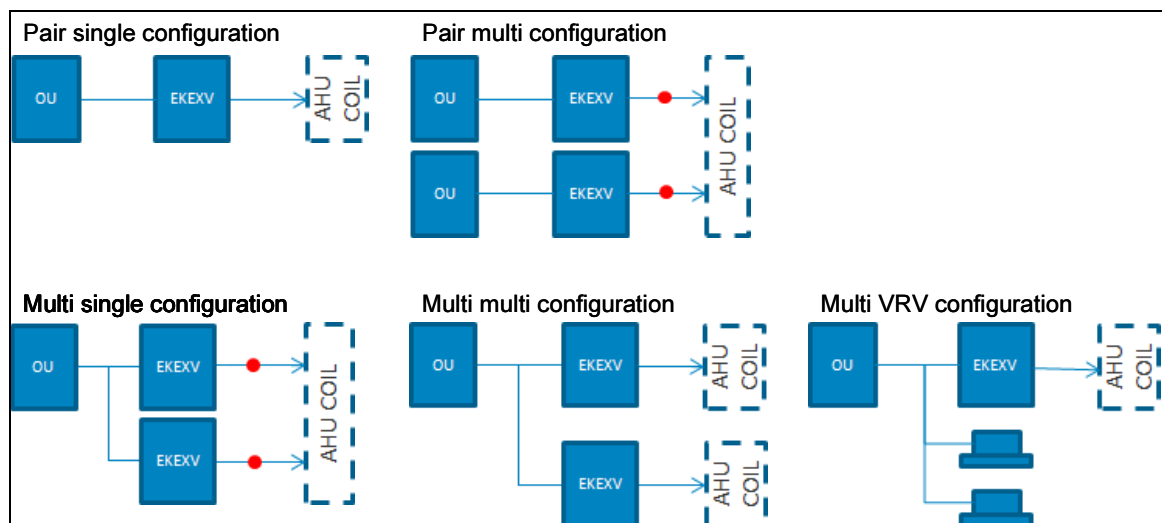 Pair single configuration
OU
EKEXV
AHU
COIL
Pair multi configuration
OU
EKEXV
OU
EKEXV
AHU COIL
Multi single configuration
OU
EKEXV
EKEXV
AHU COIL
Multi multi configuration
OU
EKEXV
AHU
COIL
EKEXV
AHU
COIL
Multi VRV configuration
OU
EKEXV
AHU
COIL